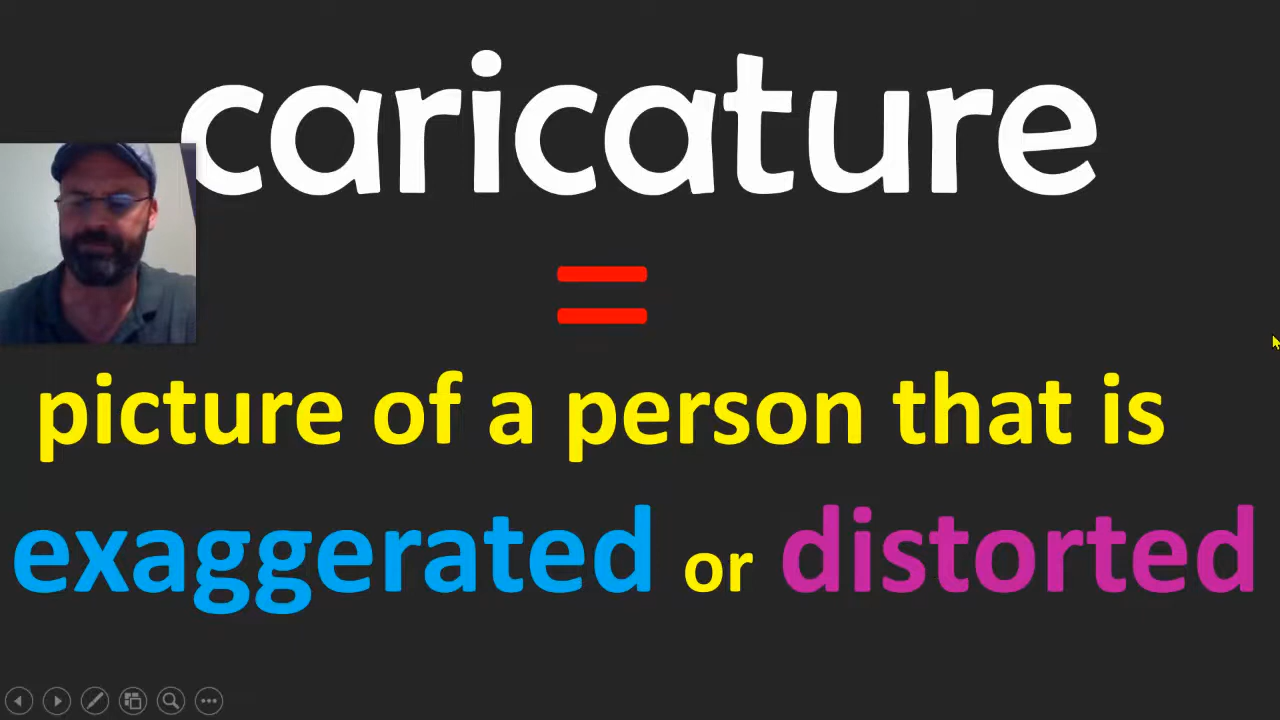 caricature
=
picture of a person that is
exaggerated or distorted